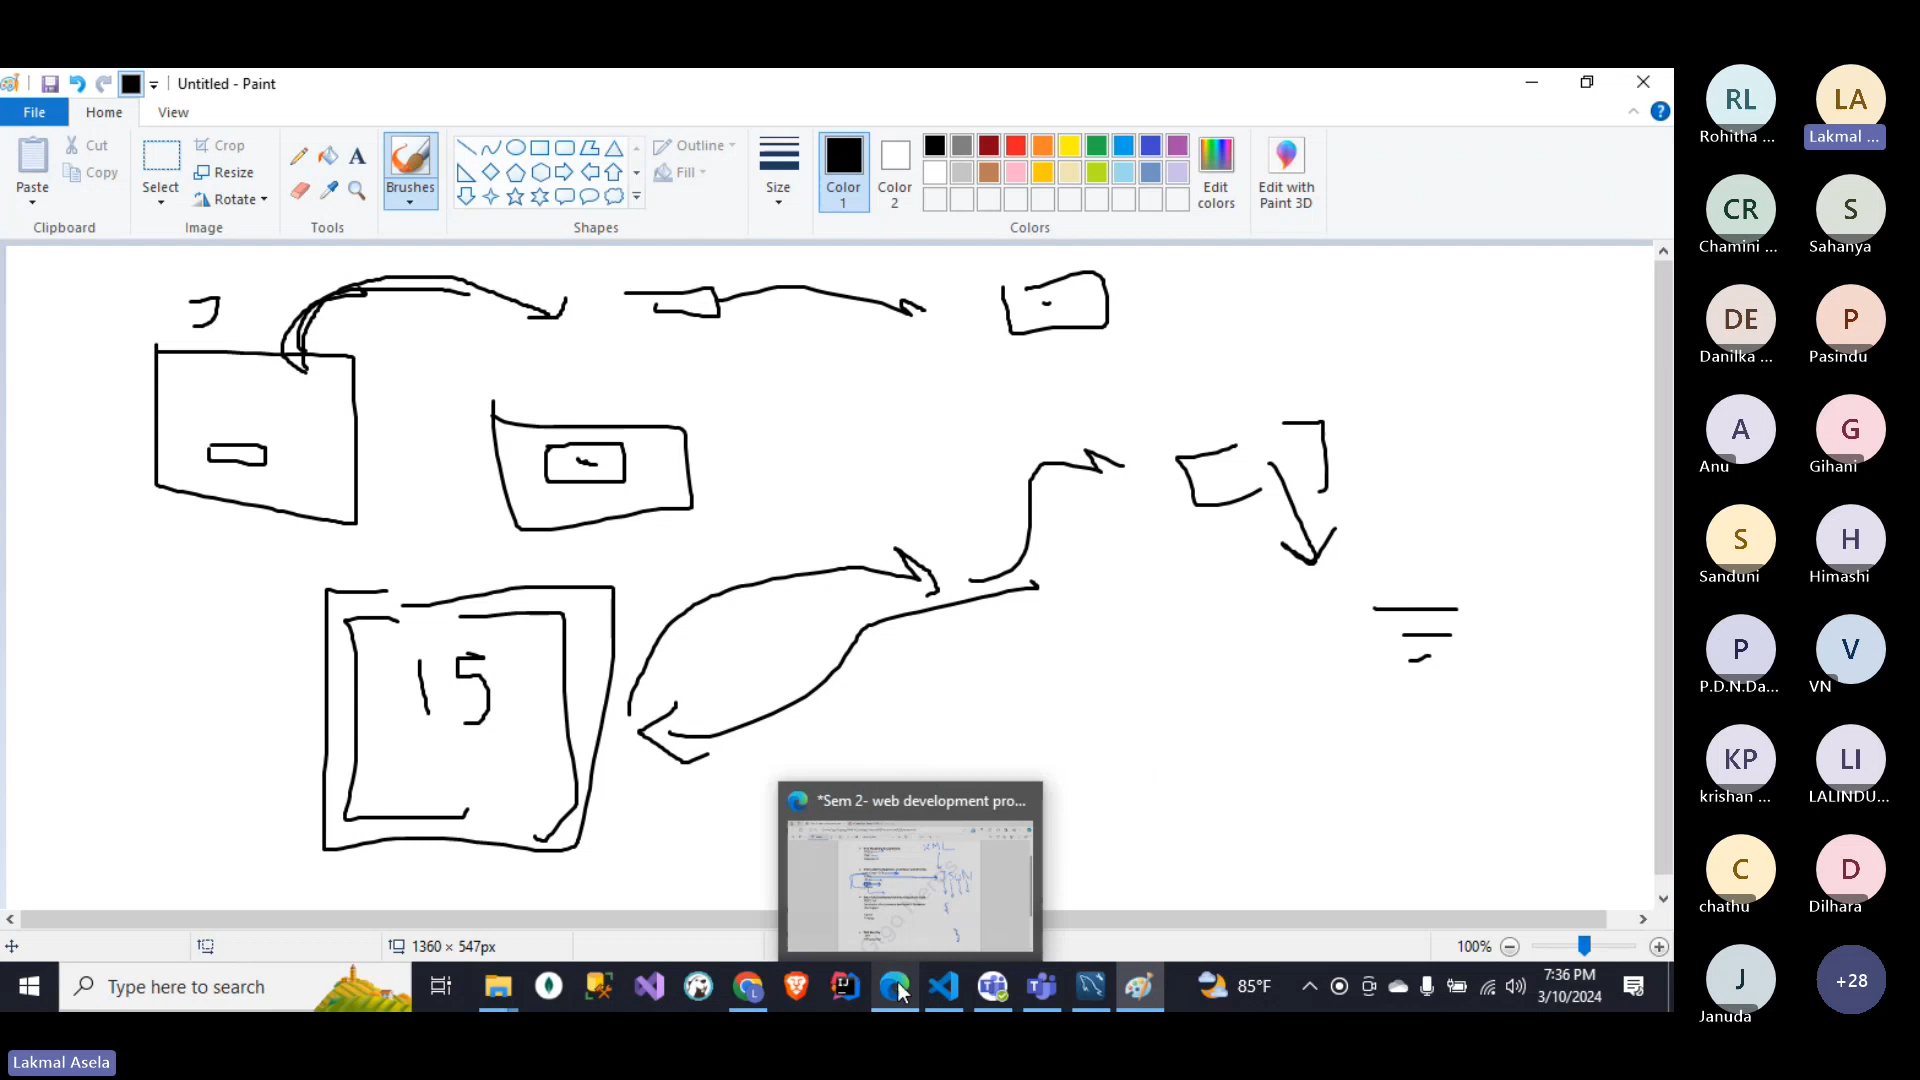 Untitled - Paint
File
Home
View
Paste
Cut
Copy
Clipboard
Select
Crop
Resize
Rotate
Image
A
Tools
Brushes
Shapes
Outline
Fill
Size
Color
1
Color
2
Edit
colors
Edit with
Paint 3D
Colors
15
*Sem 2- web development pro...
XML
1360 × 547px
100%
Type here to search
85°F
7:36 PM
3/10/2024
Lakmal Asela
RL
Rohitha ...
LA
Lakmal ...
CR
Chamini ...
S
Sahanya
DE
Danilka ...
P
Pasindu
A
Anu
G
Gihani
S
Sanduni
H
Himashi
P
P.D.N.Da...
V
VN
KP
krishan ...
LI
LALINDU...
C
chathu
D
Dilhara
J
Januda
+28